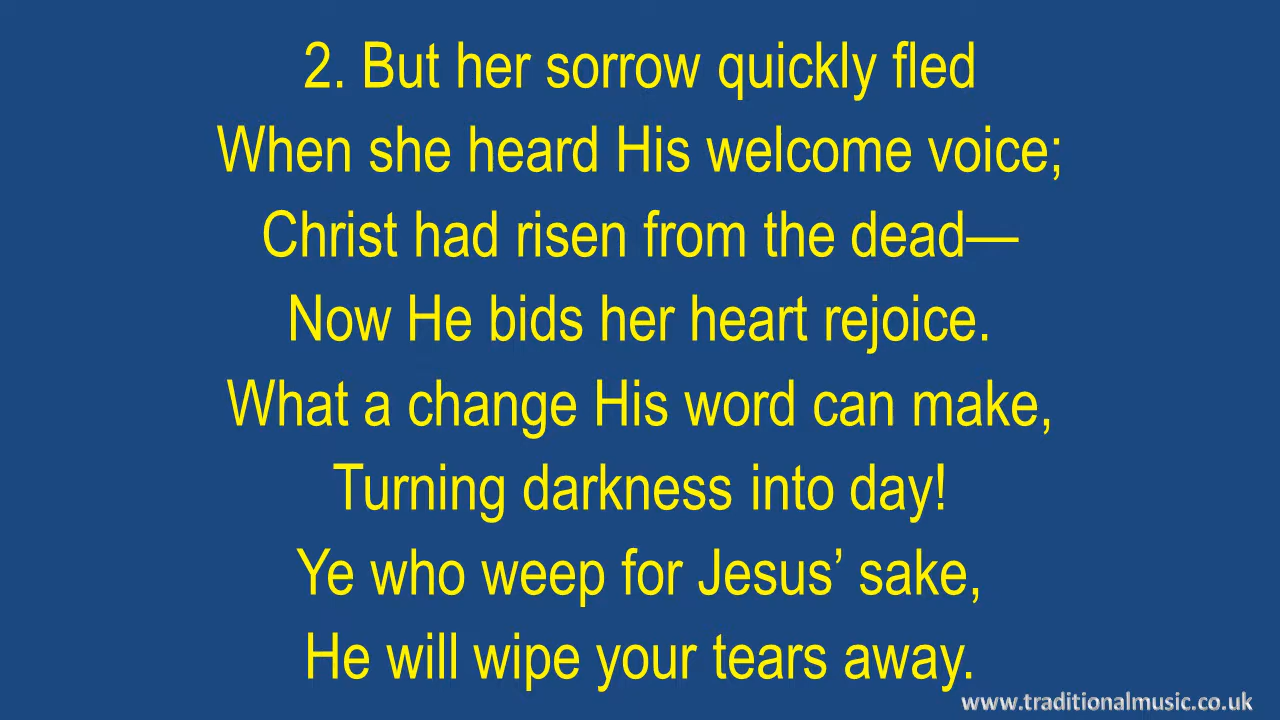 2. But her sorrow quickly fled
When she heard His welcome voice;
Christ had risen from the dead—
Now He bids her heart rejoice.
What a change His word can make,
Turning darkness into day!
Ye who weep for Jesus’ sake,
He will wipe your tears away.
www.traditionalmusic.co.uk